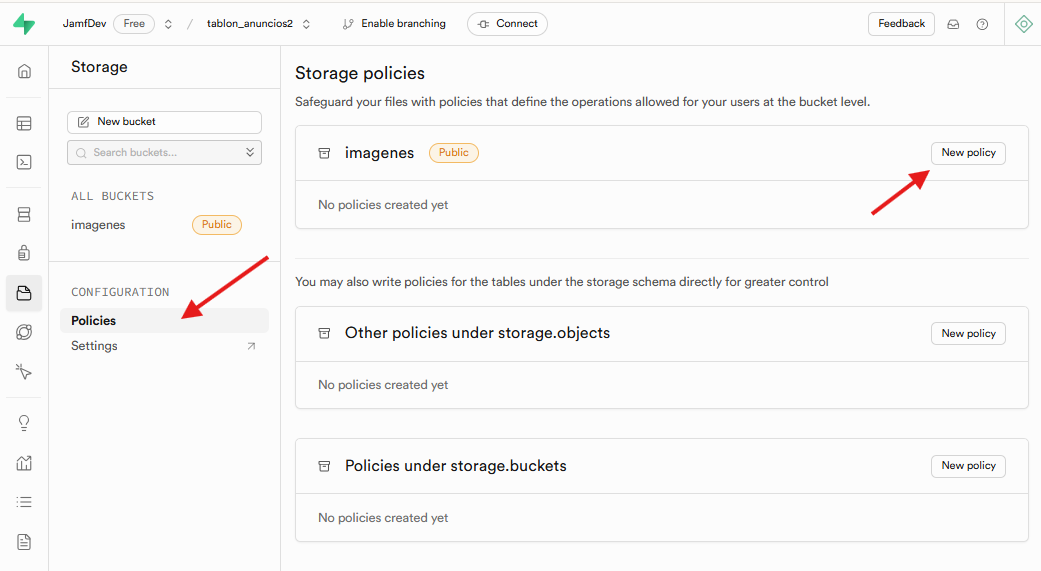 JamfDev Free / tablon_anuncios2 Enable branching Connect Feedback
Storage
New bucket
Search buckets...
ALL BUCKETS
imagenes Public
CONFIGURATION
Policies
Settings
Storage policies
Safeguard your files with policies that define the operations allowed for your users at the bucket level.
imagenes Public New policy
No policies created yet
You may also write policies for the tables under the storage schema directly for greater control
Other policies under storage.objects New policy
No policies created yet
Policies under storage.buckets New policy
No policies created yet